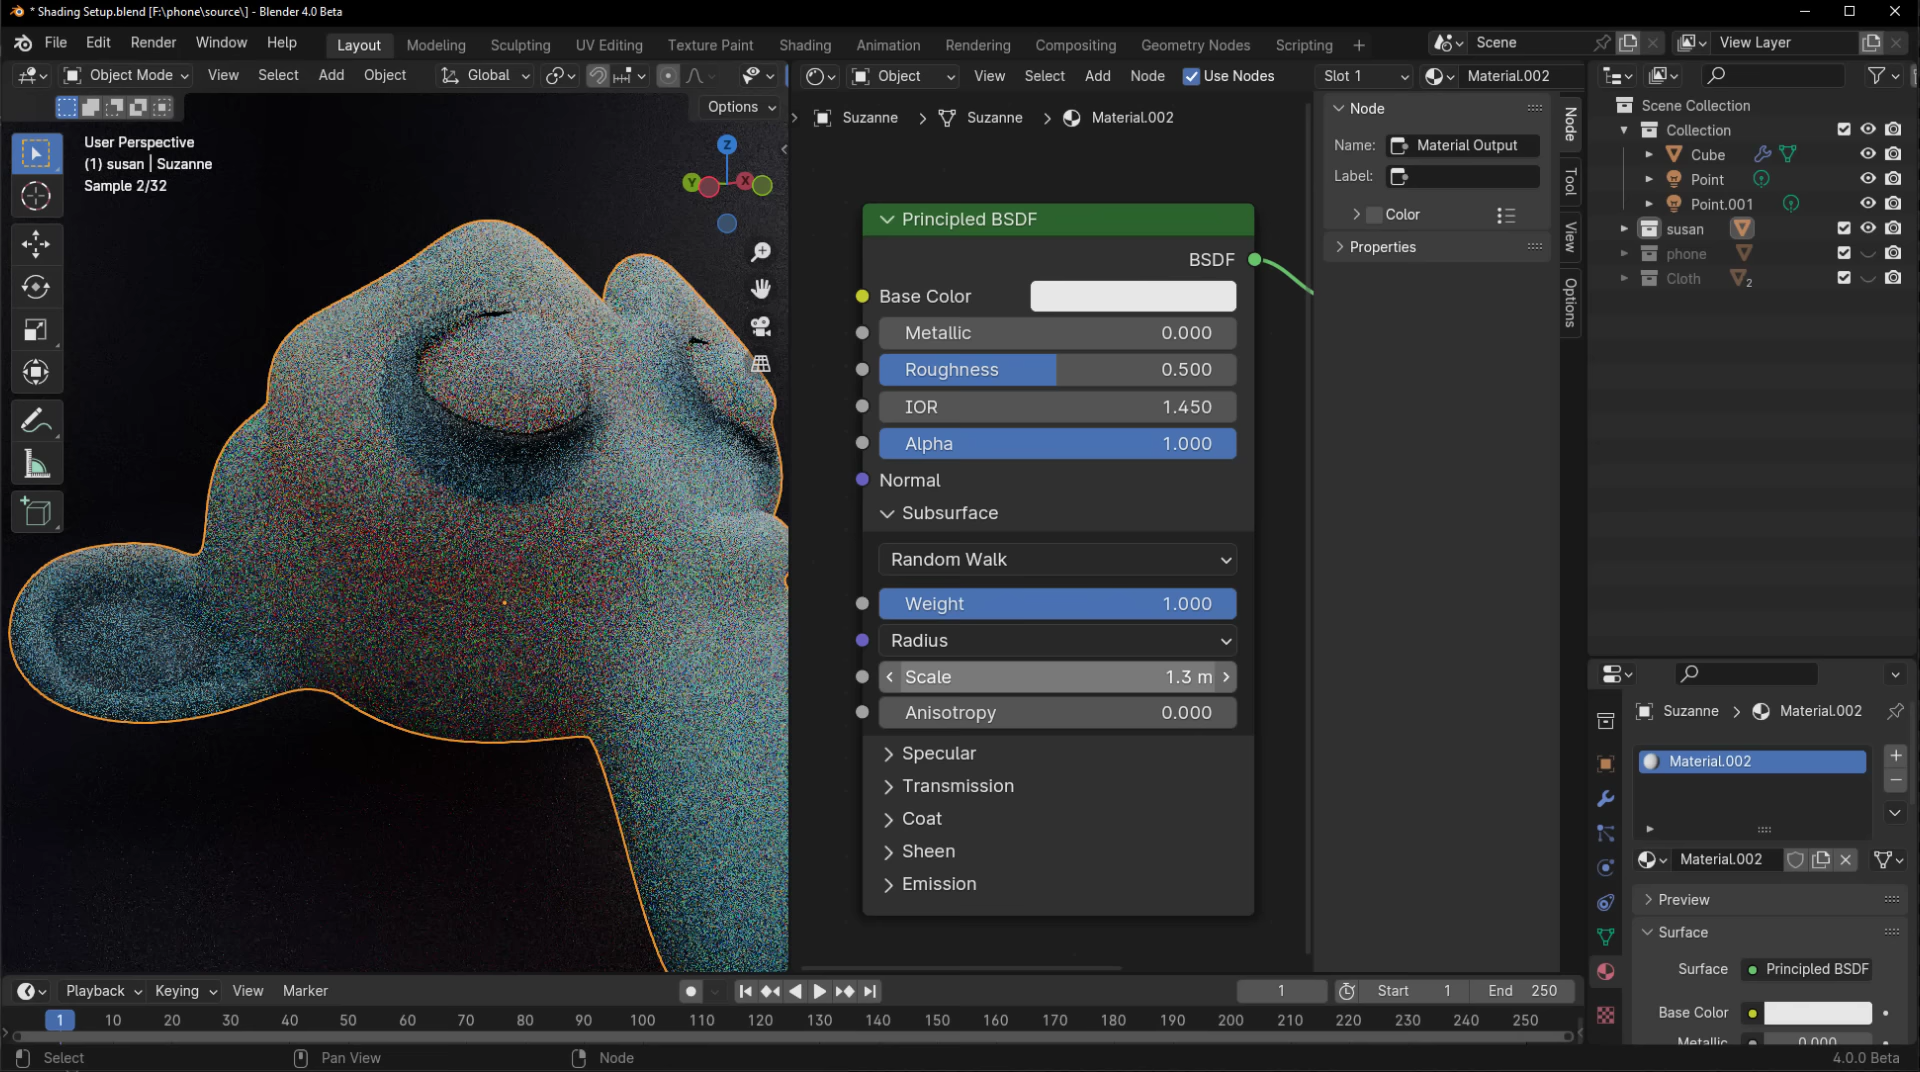 * Shading Setup.blend [F:\phone\source\] - Blender 4.0 Beta
File Edit Render Window Help Layout Modeling Sculpting UV Editing Texture Paint Shading Animation Rendering Compositing Geometry Nodes Scripting + Scene View Layer
Object Mode View Select Add Object Global
Object View Select Add Node Use Nodes Slot 1 Material.002
Options
User Perspective
(1) susan | Suzanne
Sample 2/32
Z
Y
X
Suzanne > Suzanne > Material.002
Principled BSDF
BSDF
Base Color
Metallic 0.000
Roughness 0.500
IOR 1.450
Alpha 1.000
Normal
Subsurface
Random Walk
Weight 1.000
Radius
Scale 1.3 m
Anisotropy 0.000
Specular
Transmission
Coat
Sheen
Emission
Node
Name: Material Output
Label:
Color
Properties
Node
Tool
View
Options
Scene Collection
Collection
Cube
Point
Point.001
susan
phone
Cloth 2
Suzanne > Material.002
Material.002
Material.002
Preview
Surface
Surface Principled BSDF
Base Color
Metallic 0.000
Playback Keying View Marker 1 Start 1 End 250
1 10 20 30 40 50 60 70 80 90 100 110 120 130 140 150 160 170 180 190 200 210 220 230 240 250
Select Pan View Node 4.0.0 Beta